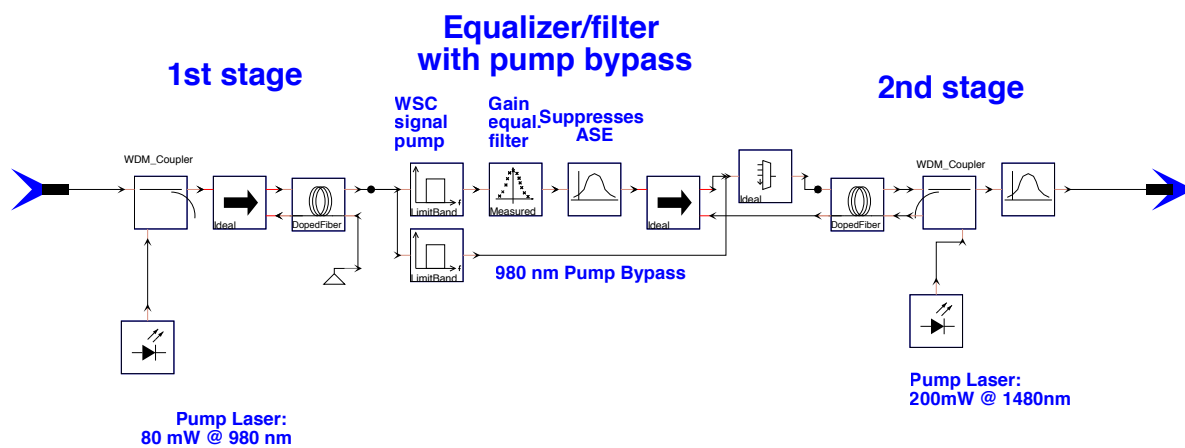 Equalizer/filter
with pump bypass
1st stage
2nd stage
WSC
signal
pump
Gain
equal.
filter
Suppresses
ASE
WDM_Coupler
Ideal
DopedFiber
LimitBand
f
Measured
f
Ideal
Ideal
DopedFiber
WDM_Coupler
LimitBand
f
980 nm Pump Bypass
Pump Laser:
80 mW @ 980 nm
Pump Laser:
200mW @ 1480nm